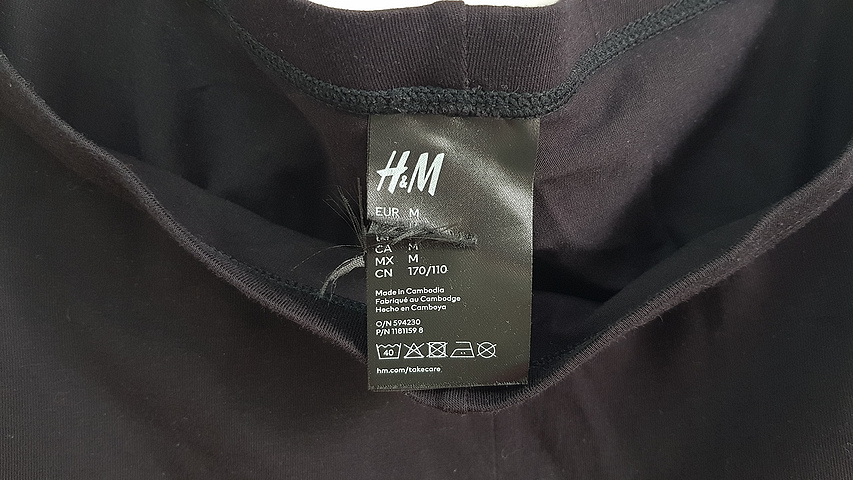 H&M
EUR M
CA M
MX M
CN 170/110
Made in Cambodia
Fabriqué au Cambodge
Hecho en Camboya
O/N 594230
P/N 1181159 8
40
hm.com/takecare